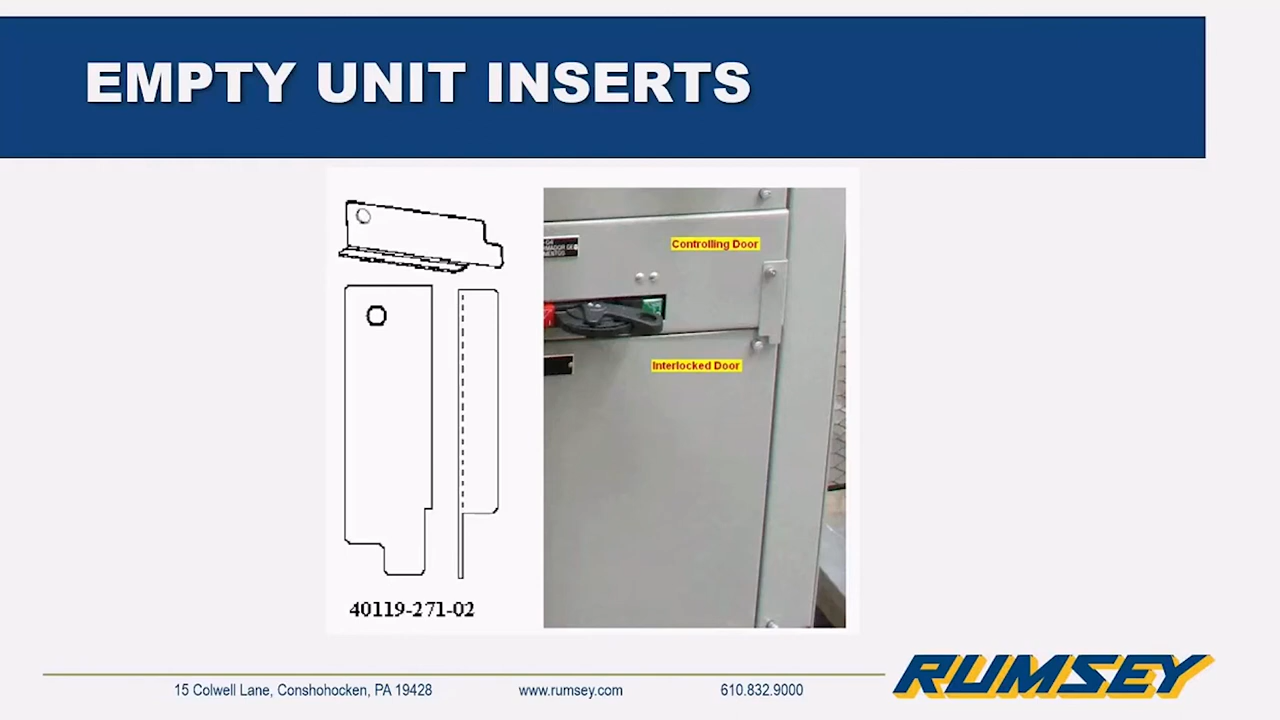 EMPTY UNIT INSERTS
Controlling Door
Interlocked Door
40119-271-02
15 Colwell Lane, Conshohocken, PA 19428
www.rumsey.com
610.832.9000
RUMSEY